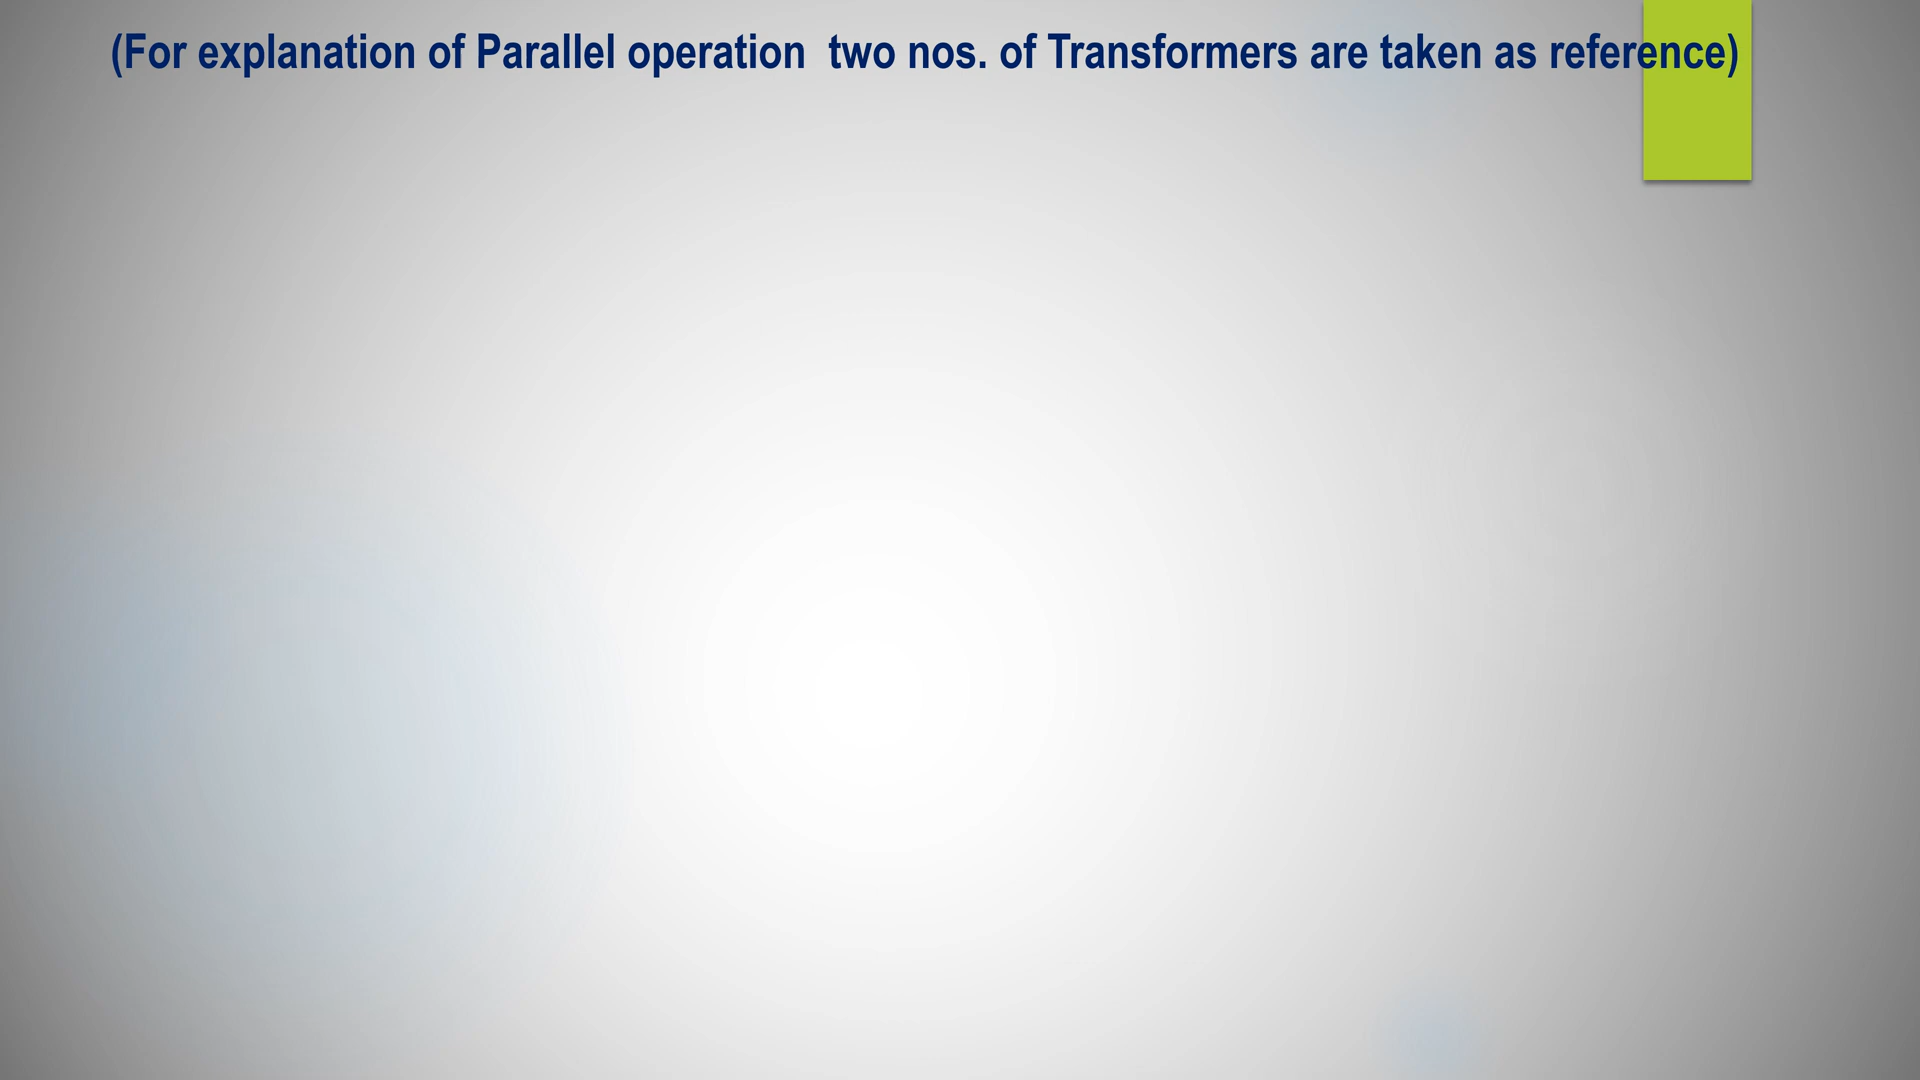 (For explanation of Parallel operation  two nos. of Transformers are taken as reference)